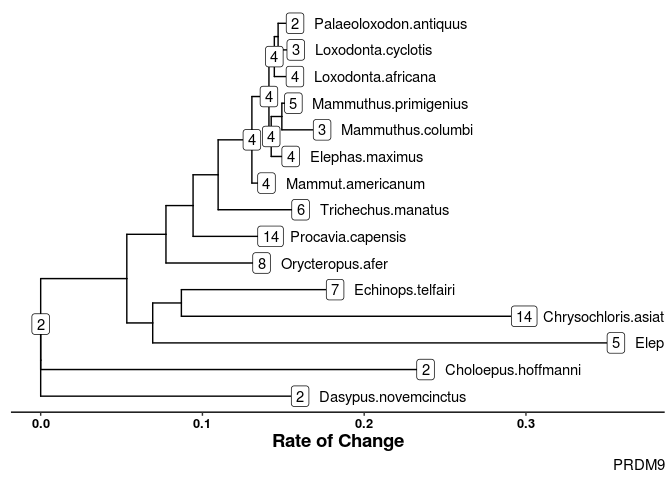 2 Palaeoloxodon.antiquus
4 3 Loxodonta.cyclotis
4 Loxodonta.africana
4 5 Mammuthus.primigenius
4 4 3 Mammuthus.columbi
4 Elephas.maximus
4 Mammut.americanum
6 Trichechus.manatus
14 Procavia.capensis
8 Orycteropus.afer
7 Echinops.telfairi
2 14 Chrysochloris.asiat
5 Elep
2 Choloepus.hoffmanni
2 Dasypus.novemcinctus
0.0 0.1 0.2 0.3
Rate of Change
PRDM9